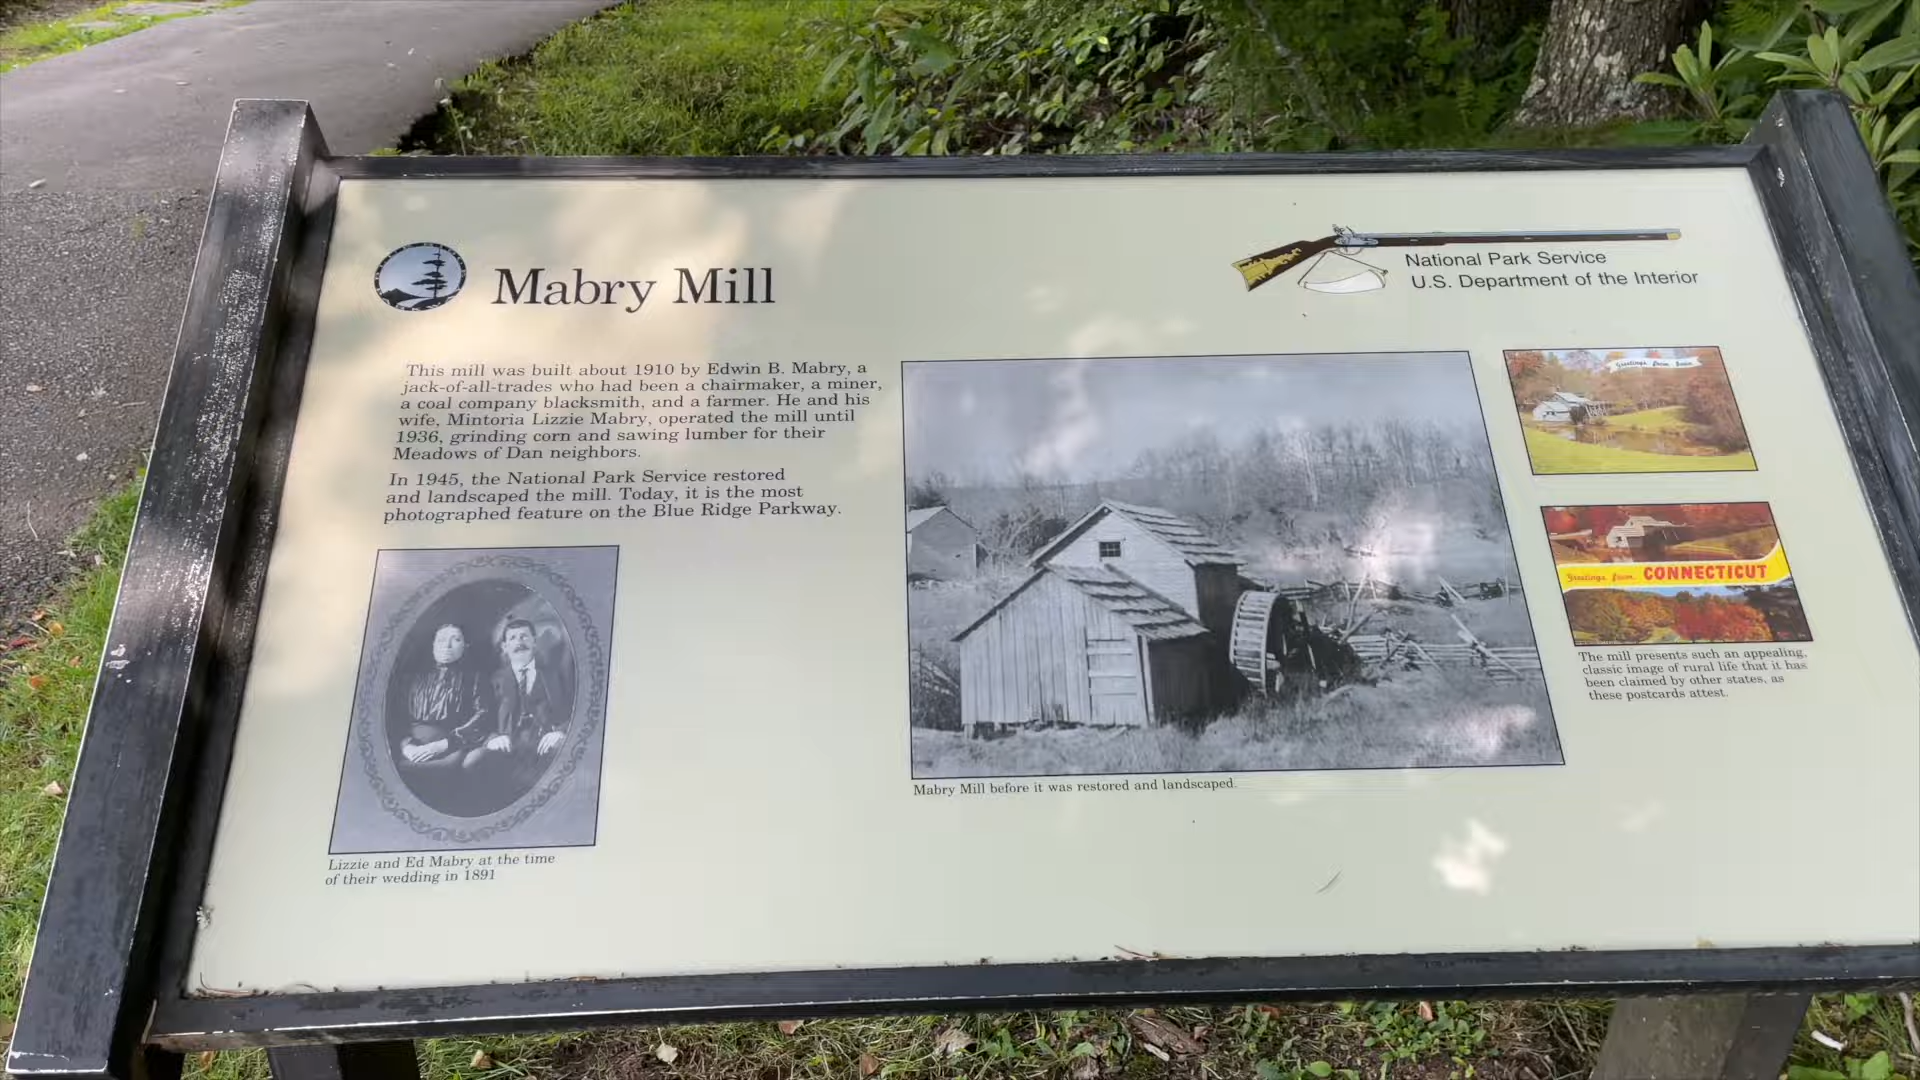 Mabry Mill
National Park Service
U.S. Department of the Interior
This mill was built about 1910 by Edwin B. Mabry, a
jack-of-all-trades who had been a chairmaker, a miner,
a coal company blacksmith, and a farmer. He and his
wife, Mintoria Lizzie Mabry, operated the mill until
1936, grinding corn and sawing lumber for their
Meadows of Dan neighbors.
In 1945, the National Park Service restored
and landscaped the mill. Today, it is the most
photographed feature on the Blue Ridge Parkway.
Lizzie and Ed Mabry at the time
of their wedding in 1891
Mabry Mill before it was restored and landscaped.
Greetings from
Greetings from CONNECTICUT
The mill presents such an appealing,
classic image of rural life that it has
been claimed by other states, as
these postcards attest.